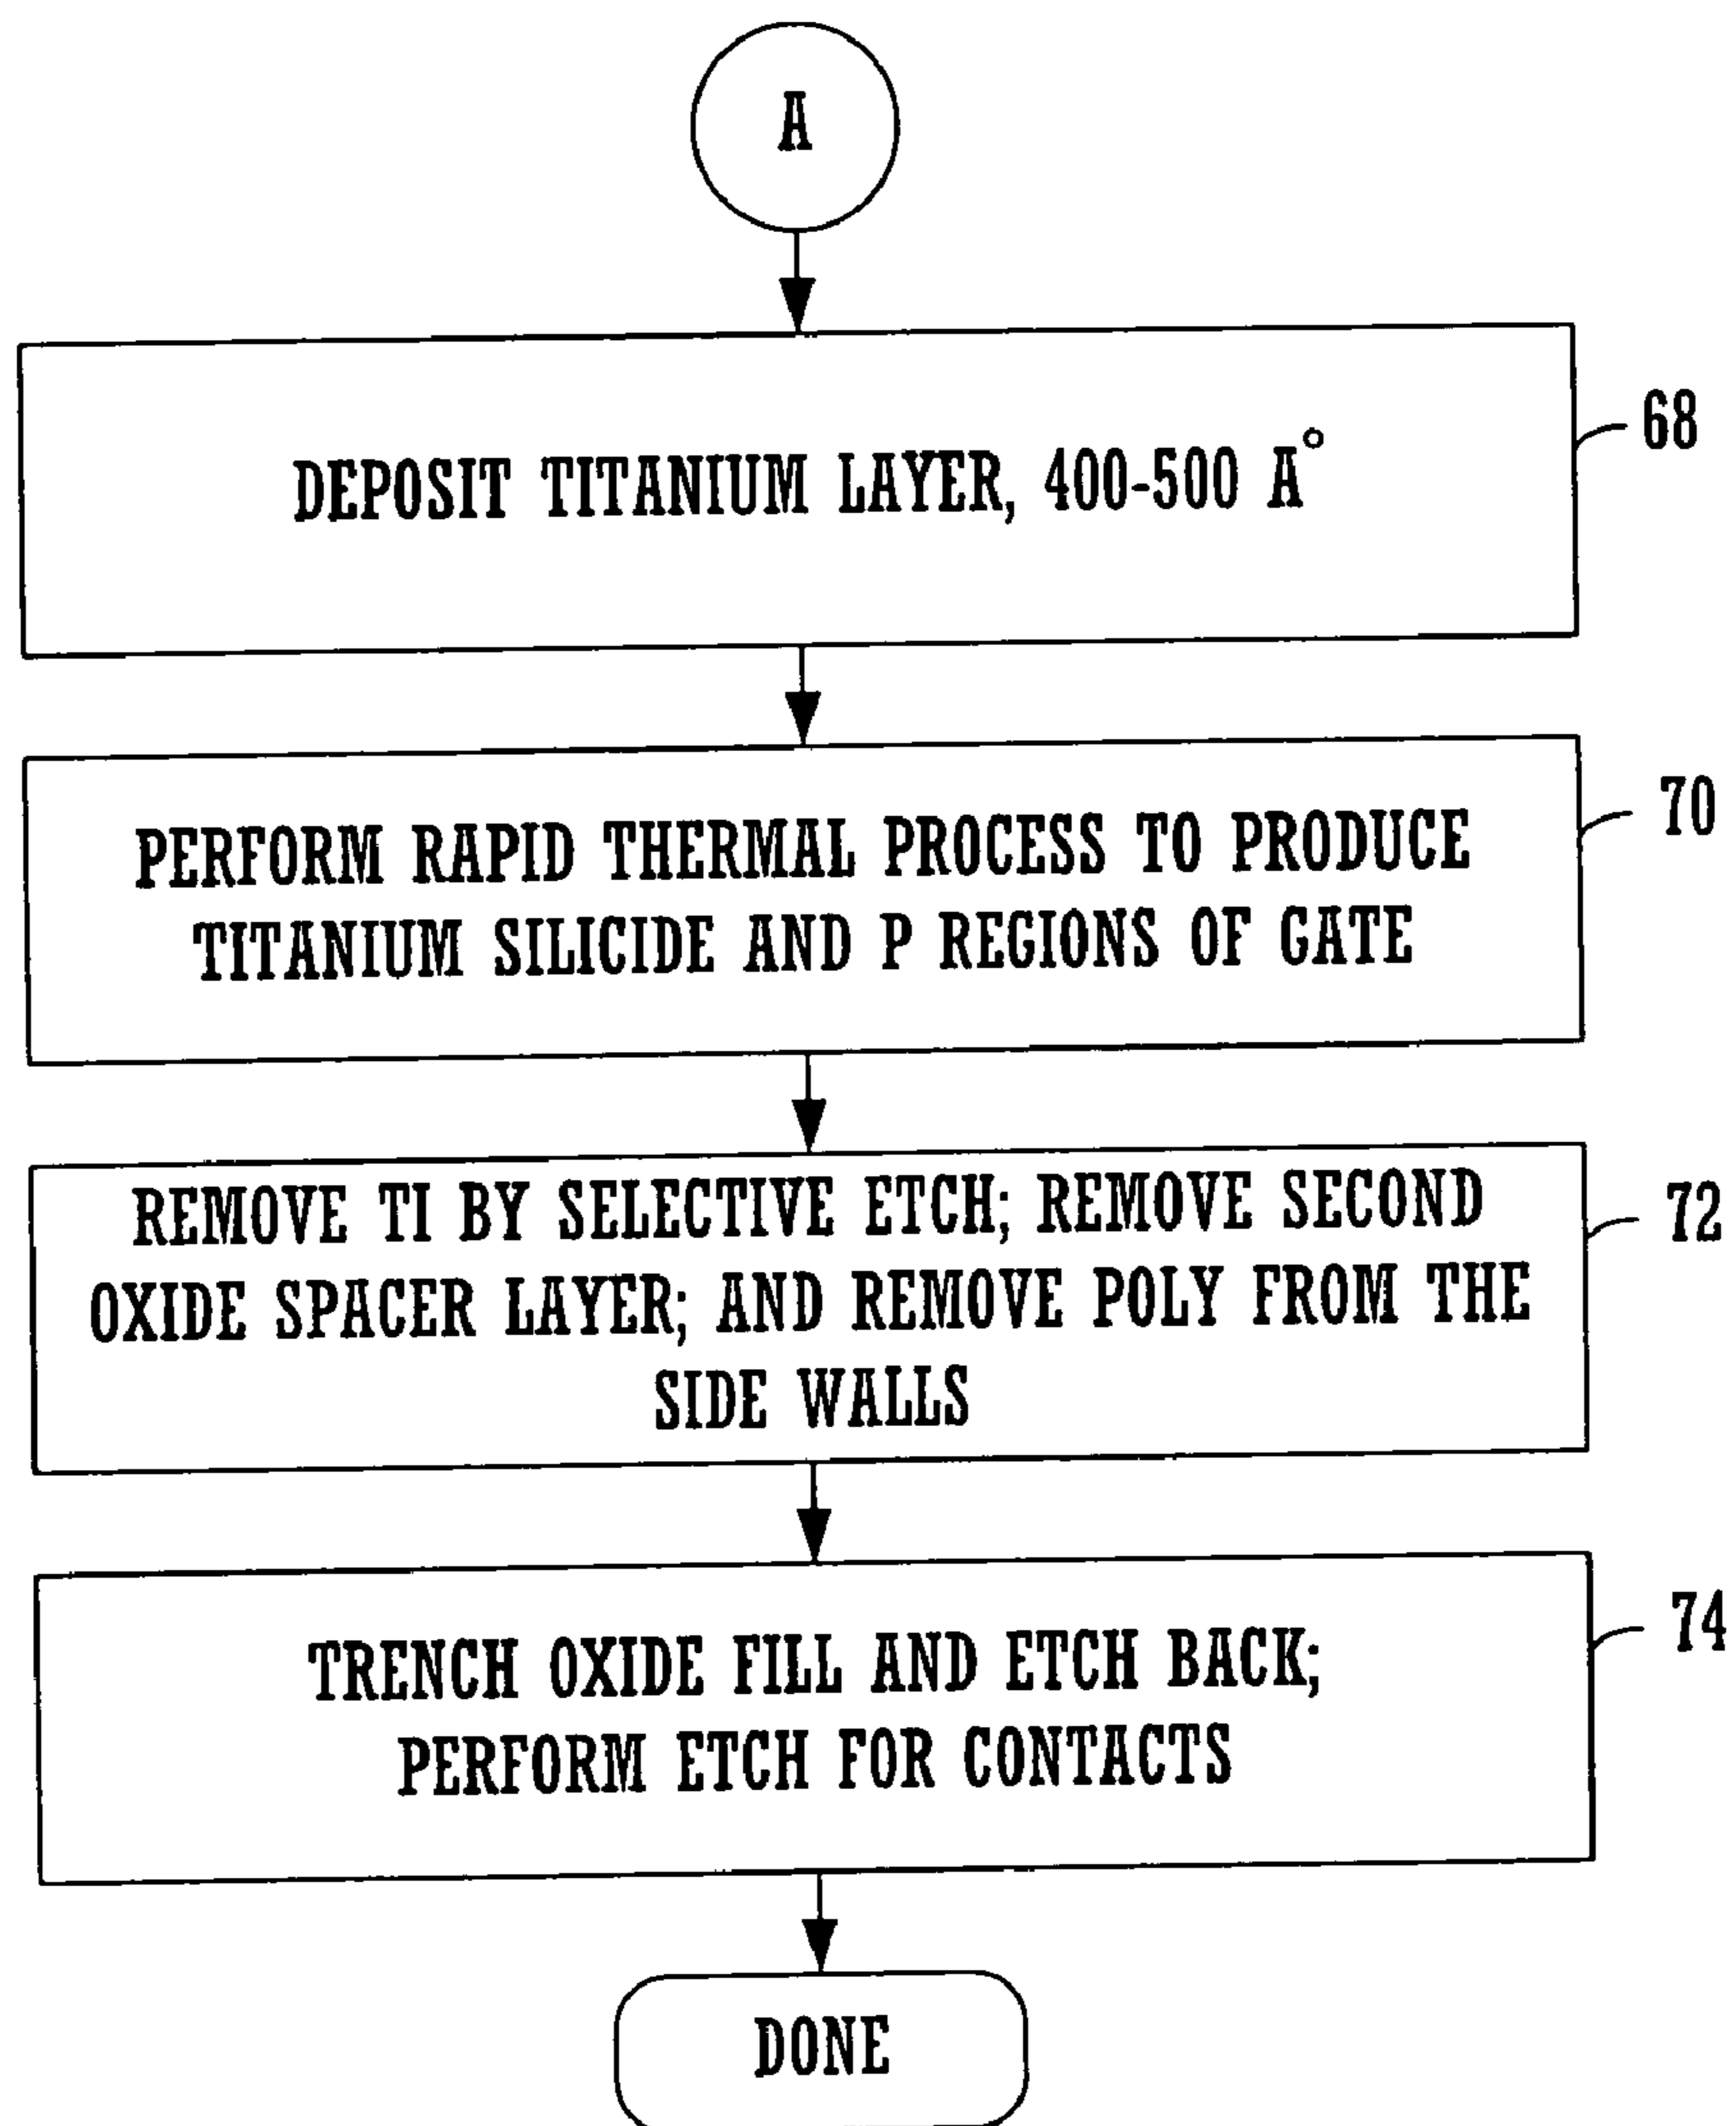 A
DEPOSIT TITANIUM LAYER, 400-500 A°
68
PERFORM RAPID THERMAL PROCESS TO PRODUCE
TITANIUM SILICIDE AND P REGIONS OF GATE
70
REMOVE TI BY SELECTIVE ETCH; REMOVE SECOND
OXIDE SPACER LAYER; AND REMOVE POLY FROM THE
SIDE WALLS
72
TRENCH OXIDE FILL AND ETCH BACK;
PERFORM ETCH FOR CONTACTS
74
DONE